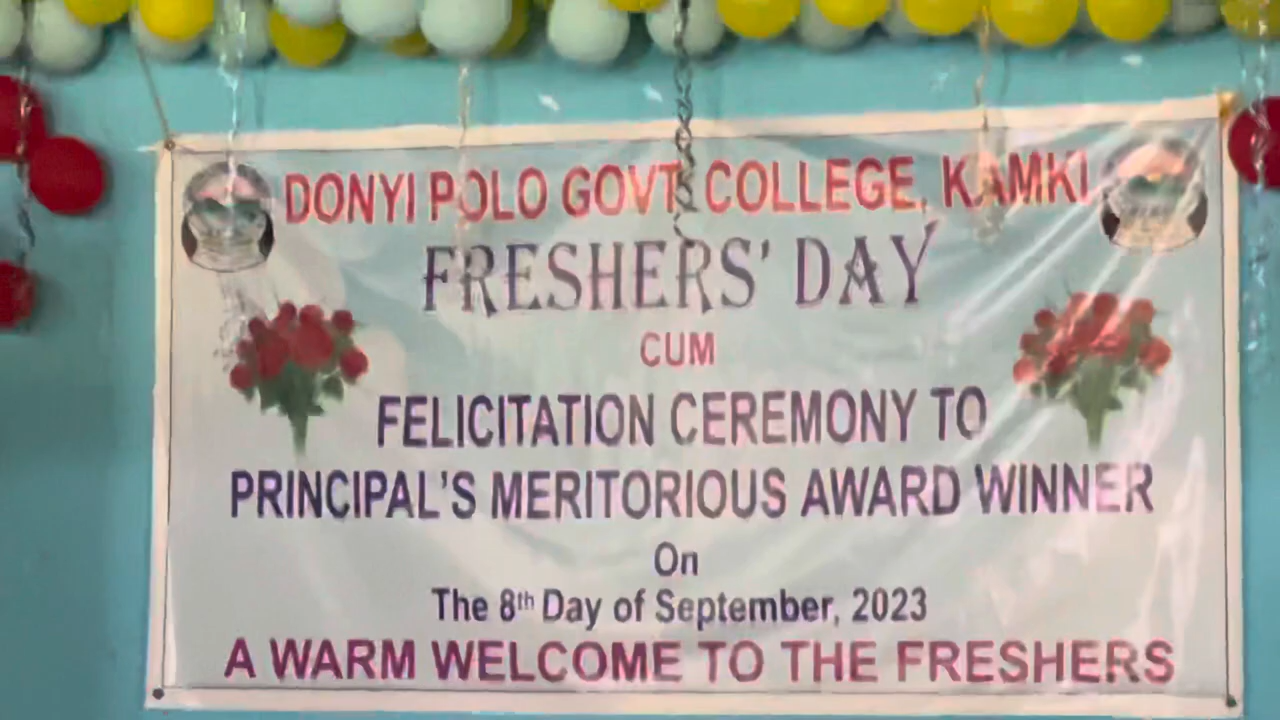 DONYI POLO GOVT. COLLEGE, KAMKI
FRESHERS' DAY
CUM
FELICITATION CEREMONY TO
PRINCIPAL'S MERITORIOUS AWARD WINNER
On
The 8th Day of September, 2023
A WARM WELCOME TO THE FRESHERS